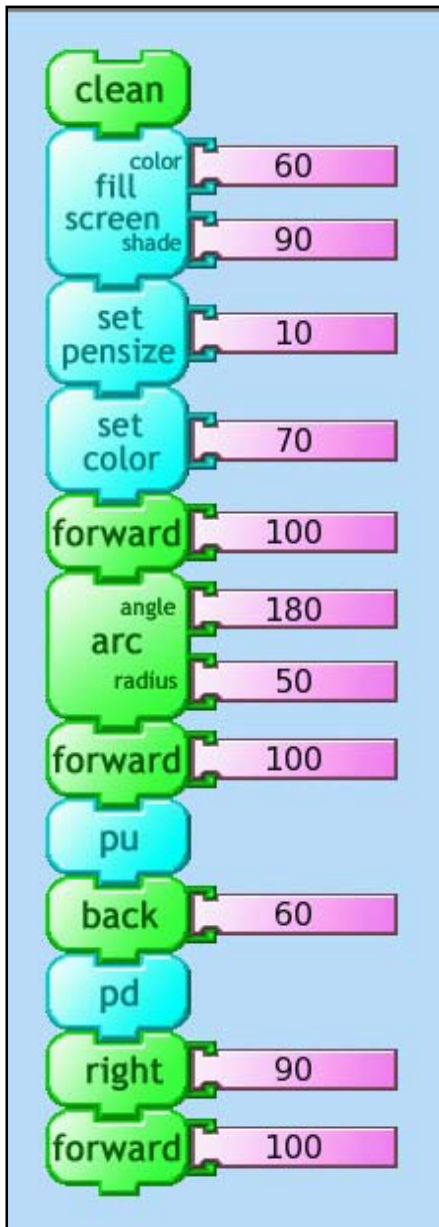 clean
color 60
fill
screen
shade 90
set
pensize 10
set
color 70
forward 100
angle 180
arc
radius 50
forward 100
pu
back 60
pd
right 90
forward 100